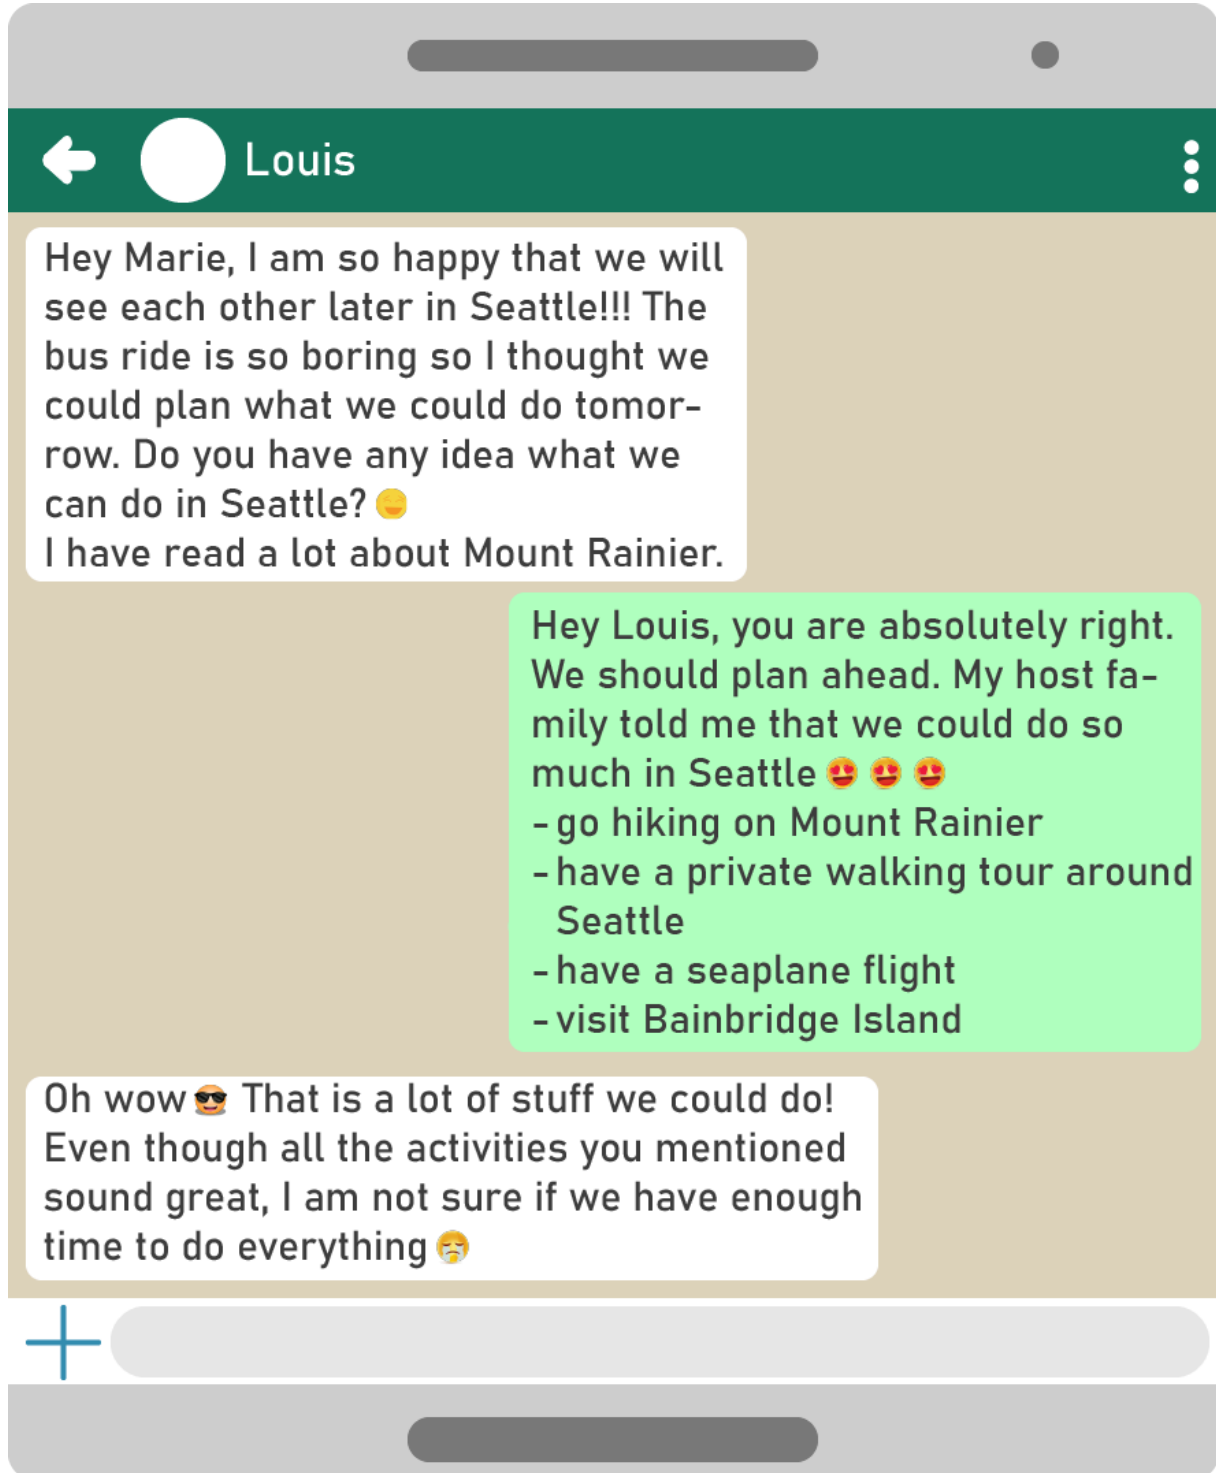 Louis
Hey Marie, I am so happy that we will
see each other later in Seattle!!! The
bus ride is so boring so I thought we
could plan what we could do tomor-
row. Do you have any idea what we
can do in Seattle? 😄
I have read a lot about Mount Rainier.
Hey Louis, you are absolutely right.
We should plan ahead. My host fa-
mily told me that we could do so
much in Seattle 😍 😍 😍
- go hiking on Mount Rainier
- have a private walking tour around
Seattle
- have a seaplane flight
- visit Bainbridge Island
Oh wow 😎 That is a lot of stuff we could do!
Even though all the activities you mentioned
sound great, I am not sure if we have enough
time to do everything 😤